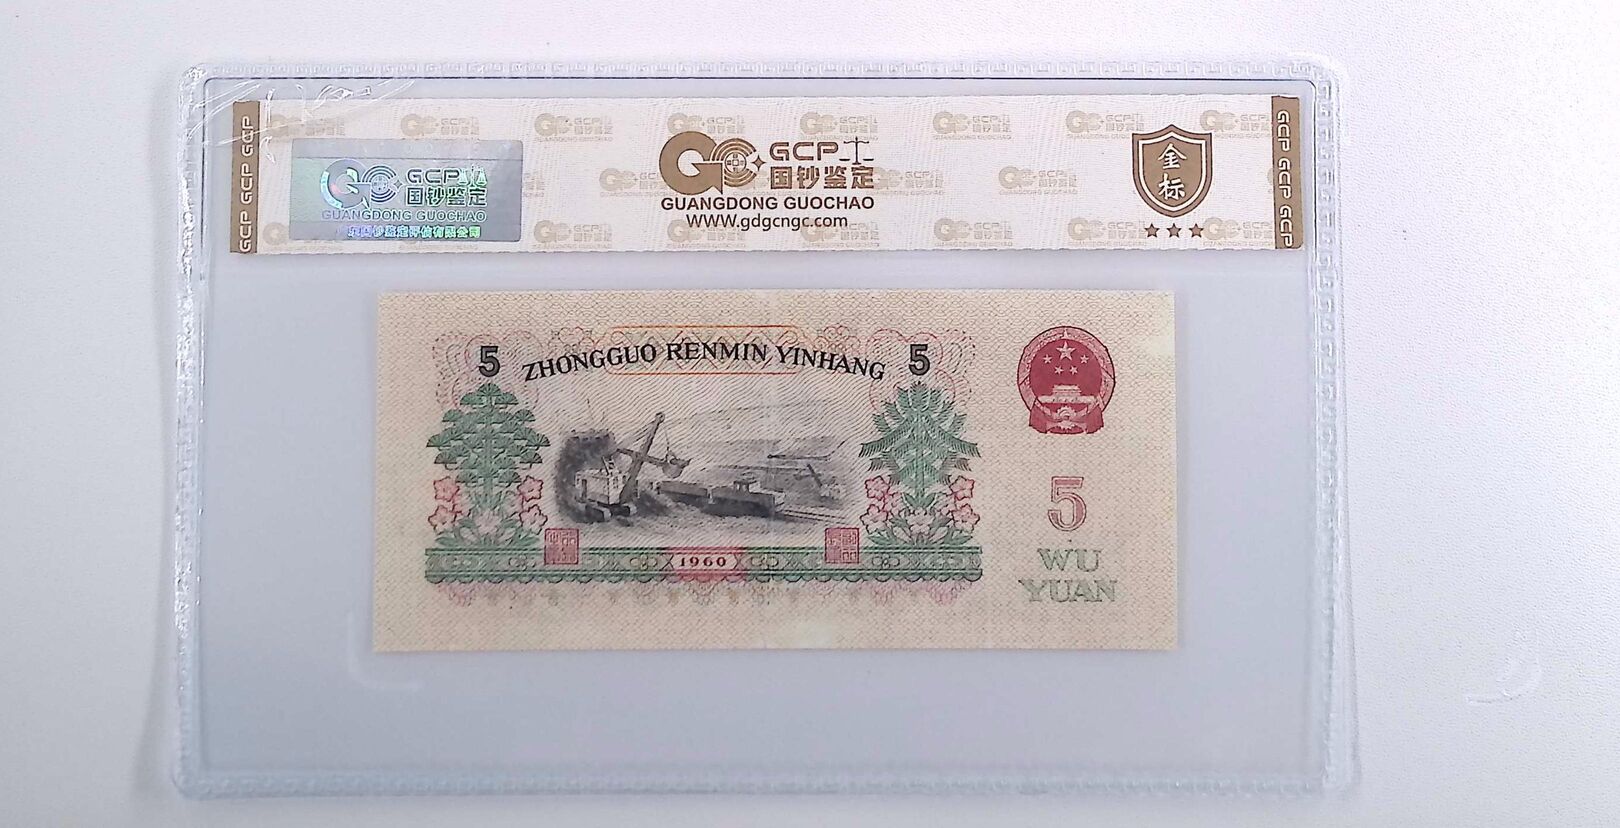 GCP GCP GCP
GCP
国钞鉴定
GUANGDONG GUOCHAO
GCP
国钞鉴定
GUANGDONG GUOCHAO
WWW.gdgcngc.com
金
标
GCP GCP GCP
5 ZHONGGUO RENMIN YINHANG 5
1960
5
WU
YUAN